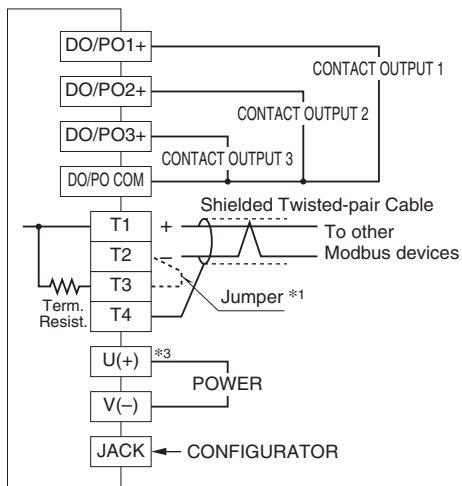 DO/PO1+
CONTACT OUTPUT 1
DO/PO2+
CONTACT OUTPUT 2
DO/PO3+
CONTACT OUTPUT 3
DO/PO COM
Shielded Twisted-pair Cable
T1 +
To other
Modbus devices
T2 –
T3
Jumper *1
Term.
Resist.
T4
U(+) *3
POWER
V(–)
JACK CONFIGURATOR